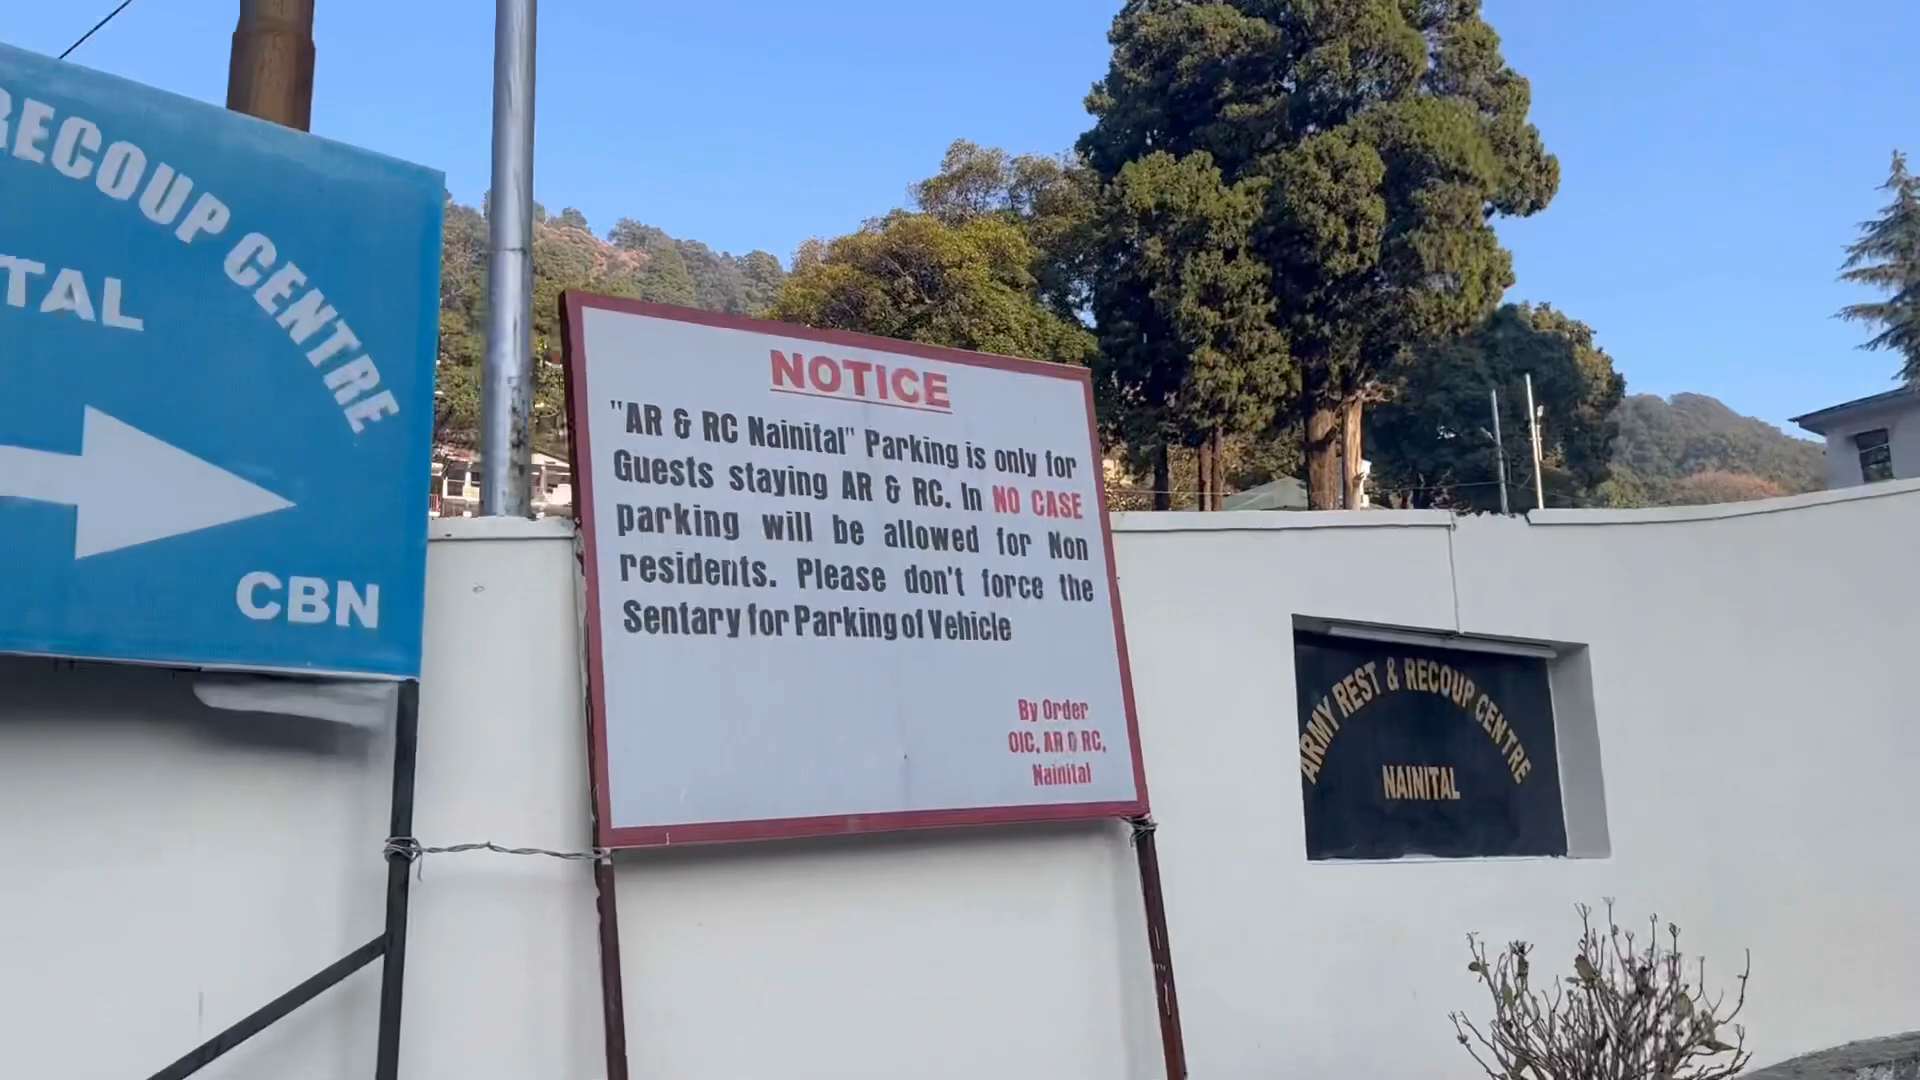 RECOUP CENTRE
TAL
CBN
NOTICE
"AR & RC Nainital" Parking is only for
Guests staying AR & RC. In NO CASE
parking will be allowed for Non
residents. Please don't force the
Sentary for Parking of Vehicle
By Order
OIC, AR & RC,
Nainital
ARMY REST & RECOUP CENTRE
NAINITAL